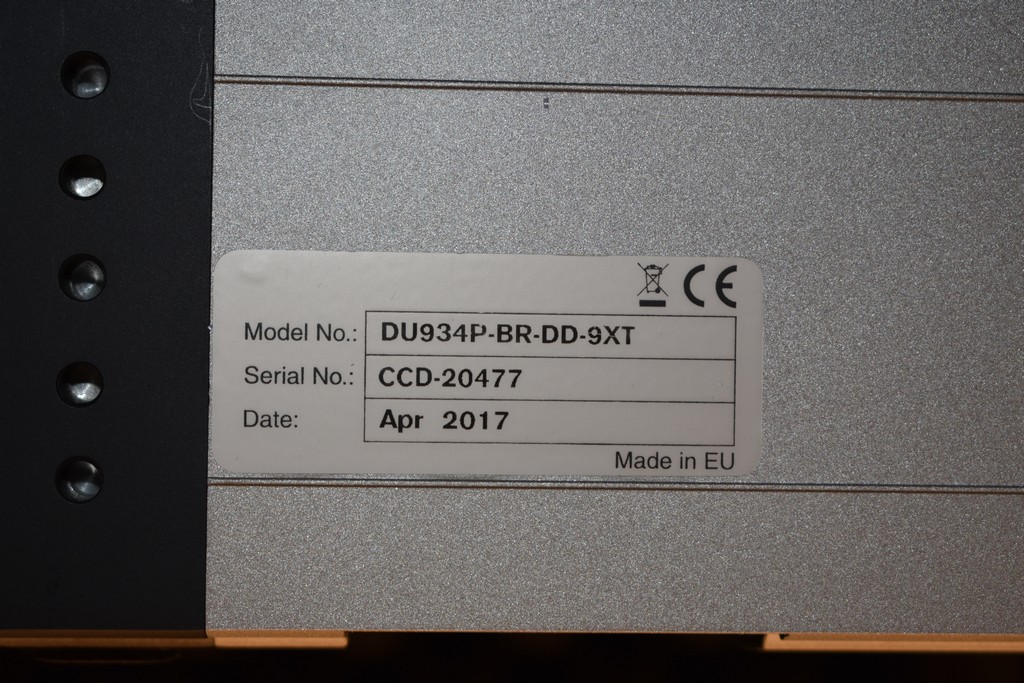 CE
Model No.: DU934P-BR-DD-9XT
Serial No.: CCD-20477
Date: Apr 2017
Made in EU